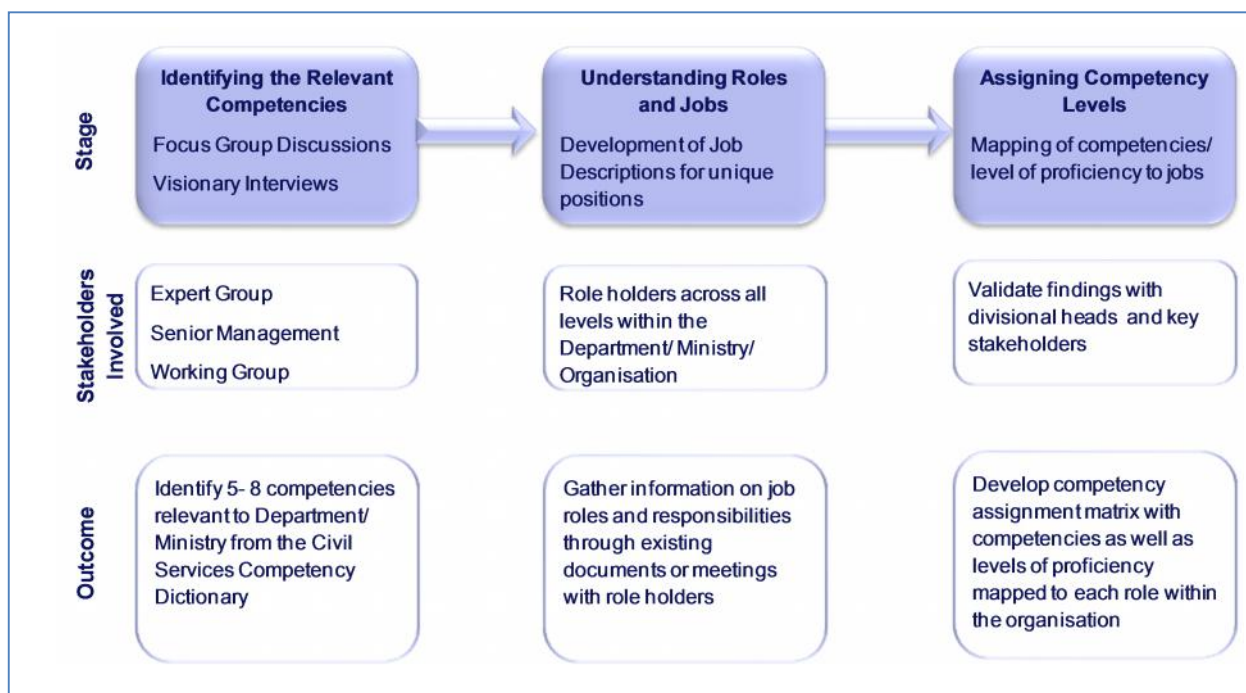 Stage
Identifying the Relevant
Competencies
Focus Group Discussions
Visionary Interviews
Understanding Roles
and Jobs
Development of Job
Descriptions for unique
positions
Assigning Competency
Levels
Mapping of competencies/
level of proficiency to jobs
Stakeholders
Involved
Expert Group
Senior Management
Working Group
Role holders across all
levels within the
Department/ Ministry/
Organisation
Validate findings with
divisional heads and key
stakeholders
Outcome
Identify 5- 8 competencies
relevant to Department/
Ministry from the Civil
Services Competency
Dictionary
Gather information on job
roles and responsibilities
through existing
documents or meetings
with role holders
Develop competency
assignment matrix with
competencies as well as
levels of proficiency
mapped to each role within
the organisation